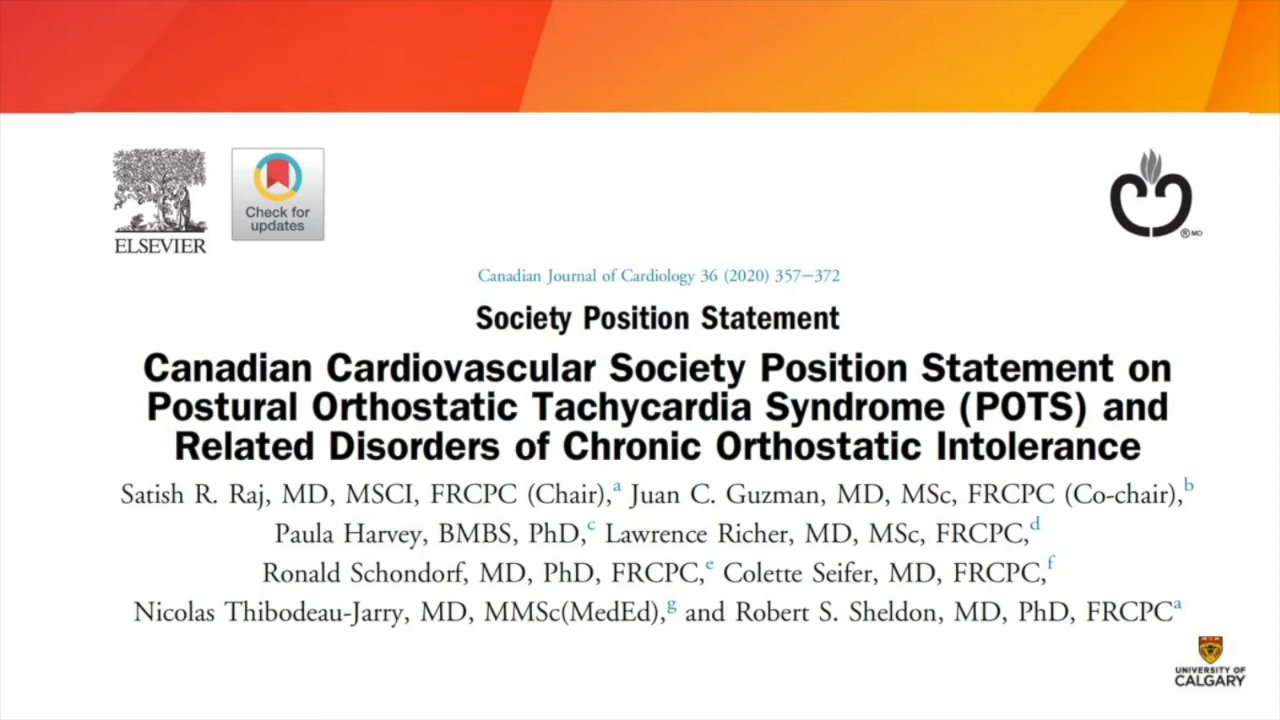 ELSEVIER
Check for
updates
® MD
Canadian Journal of Cardiology 36 (2020) 357–372
Society Position Statement
Canadian Cardiovascular Society Position Statement on
Postural Orthostatic Tachycardia Syndrome (POTS) and
Related Disorders of Chronic Orthostatic Intolerance
Satish R. Raj, MD, MSCI, FRCPC (Chair),a Juan C. Guzman, MD, MSc, FRCPC (Co-chair),b
Paula Harvey, BMBS, PhD,c Lawrence Richer, MD, MSc, FRCPC,d
Ronald Schondorf, MD, PhD, FRCPC,e Colette Seifer, MD, FRCPC,f
Nicolas Thibodeau-Jarry, MD, MMSc(MedEd),g and Robert S. Sheldon, MD, PhD, FRCPCa
UNIVERSITY OF
CALGARY